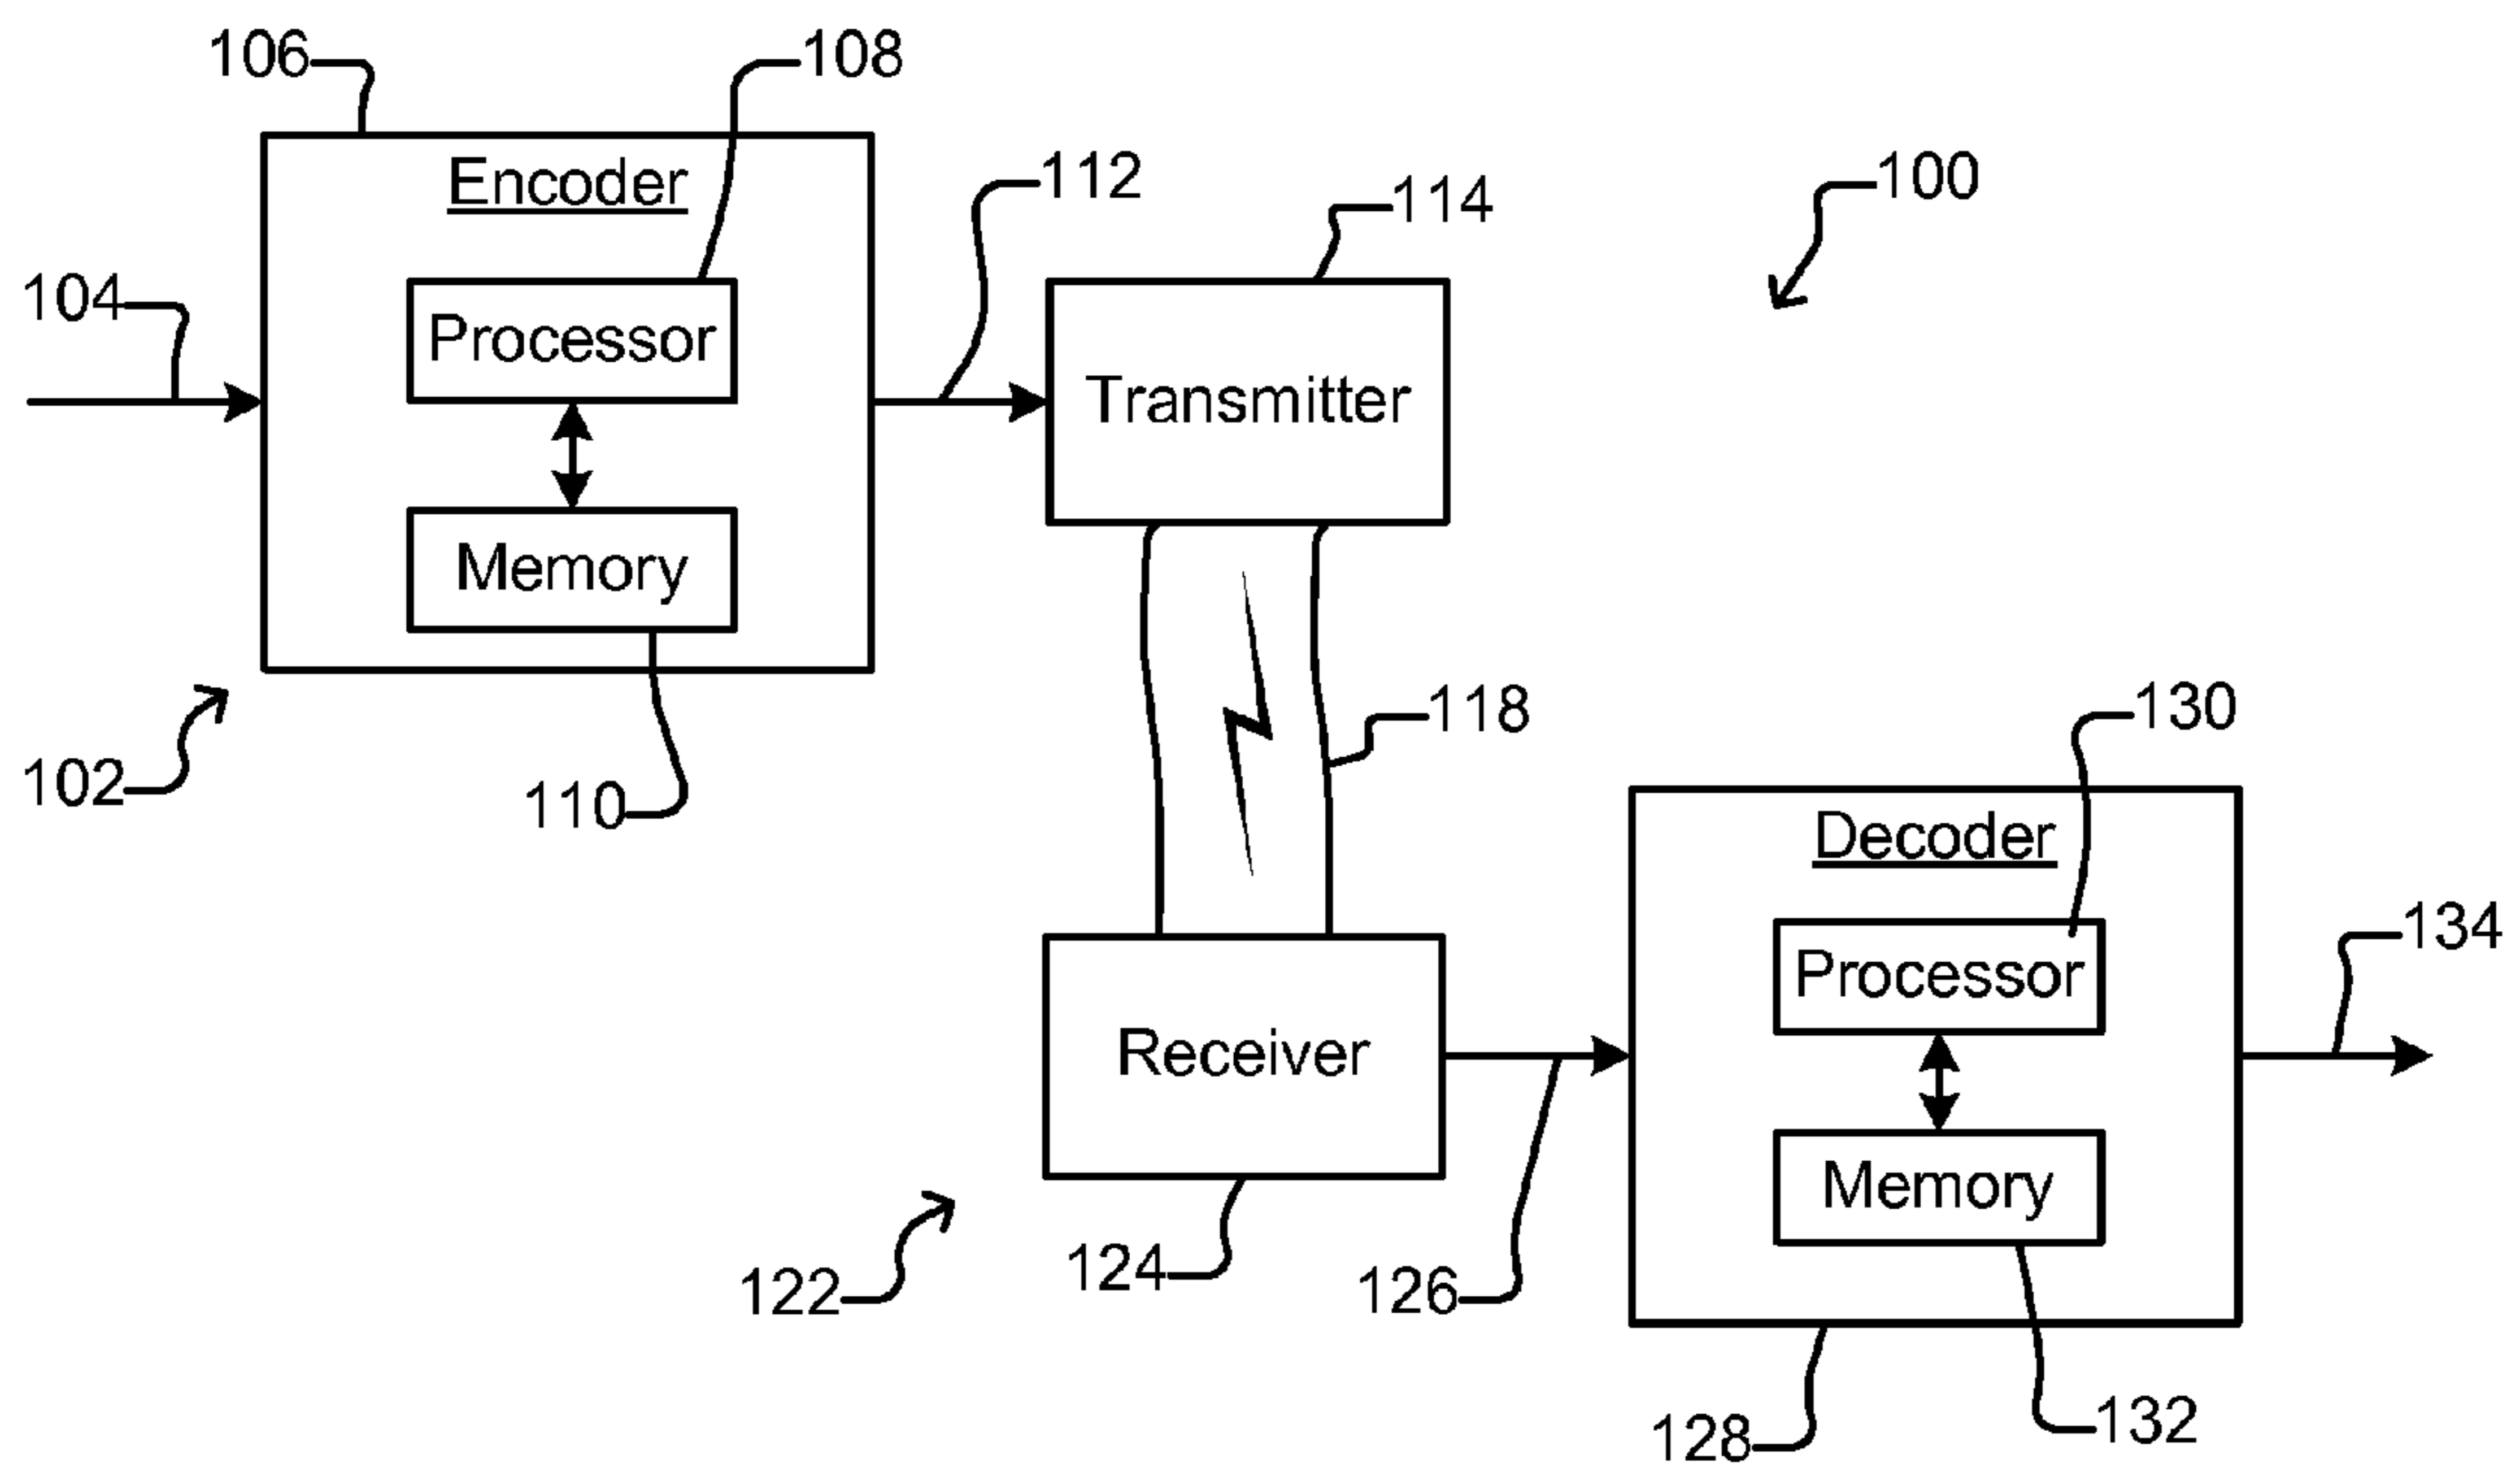 106
108
Encoder
112
114
100
104
Processor
Transmitter
Memory
118
130
102
110
Decoder
134
Processor
Receiver
Memory
124
122
126
132
128